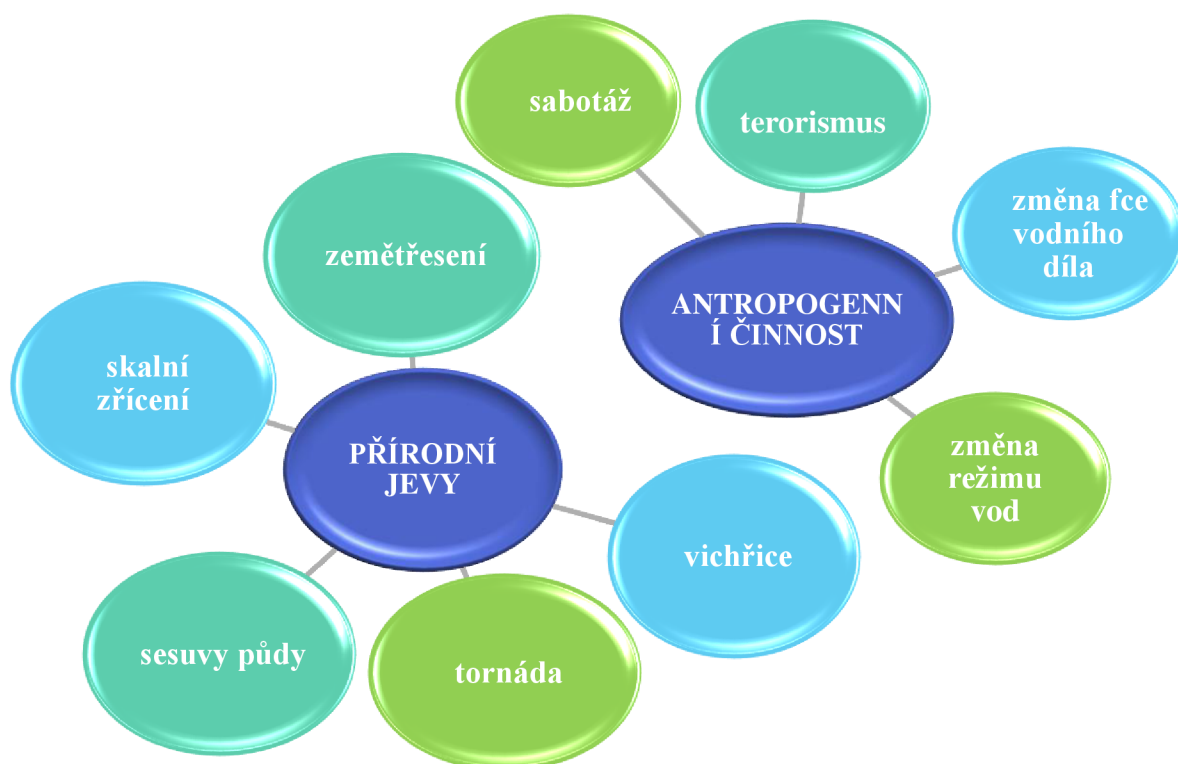 sabotáž
terorismus
změna fce
vodního
díla
zemětřesení
ANTROPOGENN
Í ČINNOST
skalní
zřícení
PŘÍRODNÍ
JEVY
změna
režimu
vod
vichřice
sesuvy půdy
tornáda